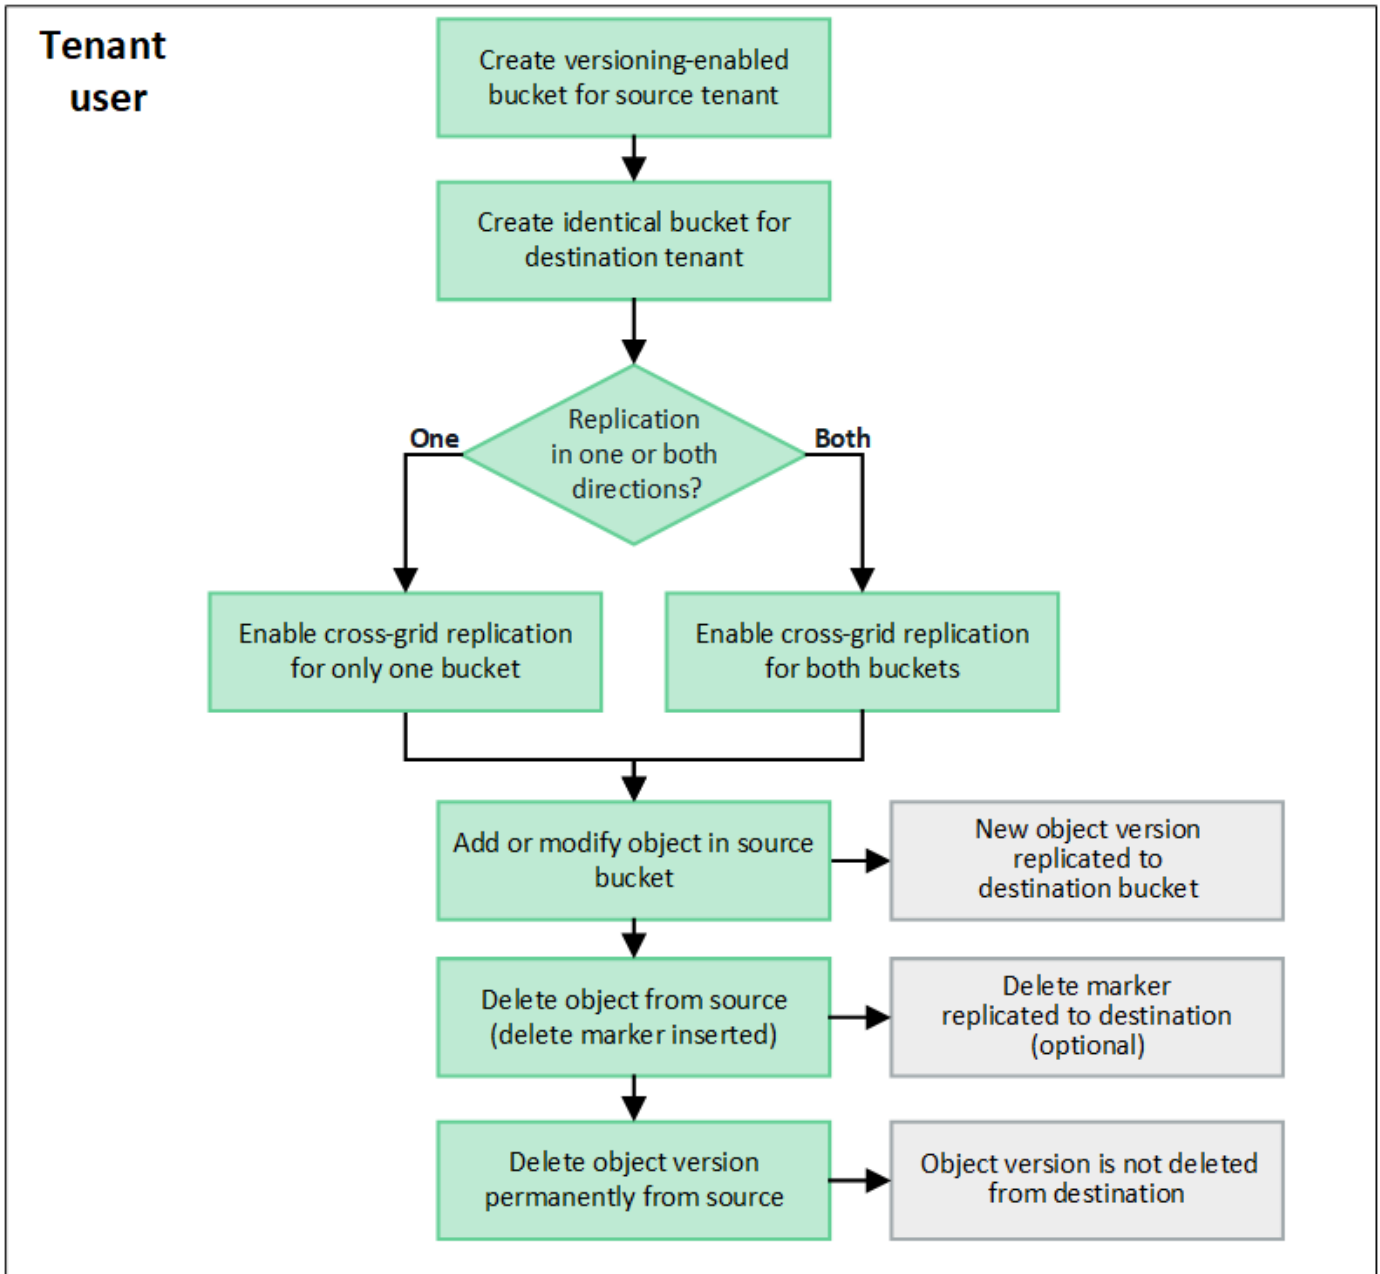 Tenant
user
Create versioning-enabled
bucket for source tenant
Create identical bucket for
destination tenant
Replication
in one or both
directions?
One
Both
Enable cross-grid replication
for only one bucket
Enable cross-grid replication
for both buckets
Add or modify object in source
bucket
New object version
replicated to
destination bucket
Delete object from source
(delete marker inserted)
Delete marker
replicated to destination
(optional)
Delete object version
permanently from source
Object version is not deleted
from destination